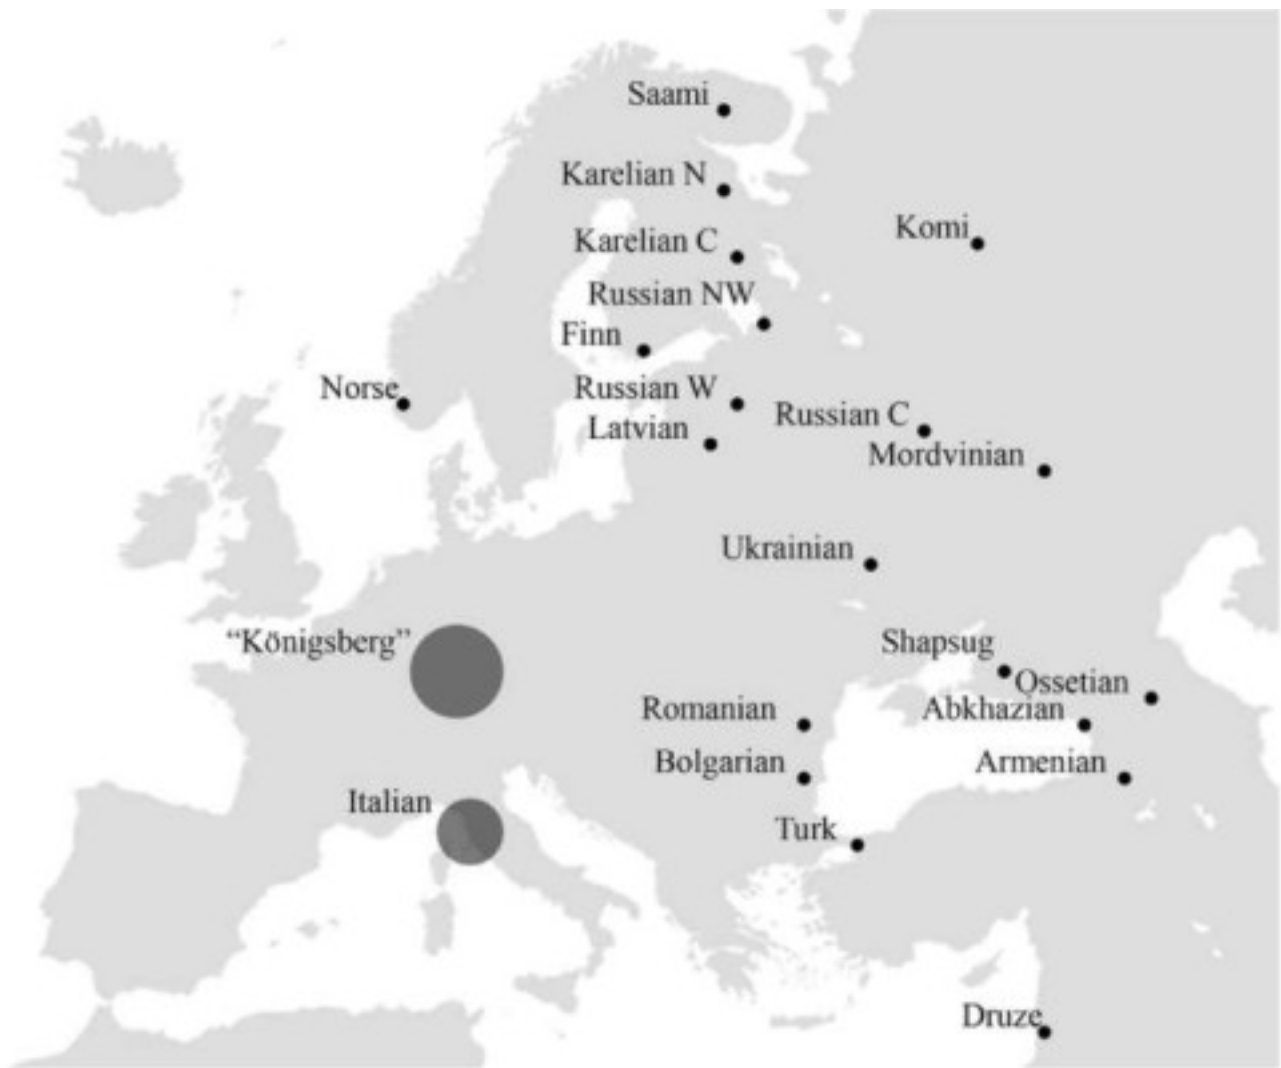 Saami
Karelian N
Komi
Karelian C
Russian NW
Finn
Norse
Russian W
Russian C
Latvian
Mordvinian
Ukrainian
“Königsberg”
Shapsug
Ossetian
Romanian
Abkhazian
Bolgarian
Armenian
Italian
Turk
Druze